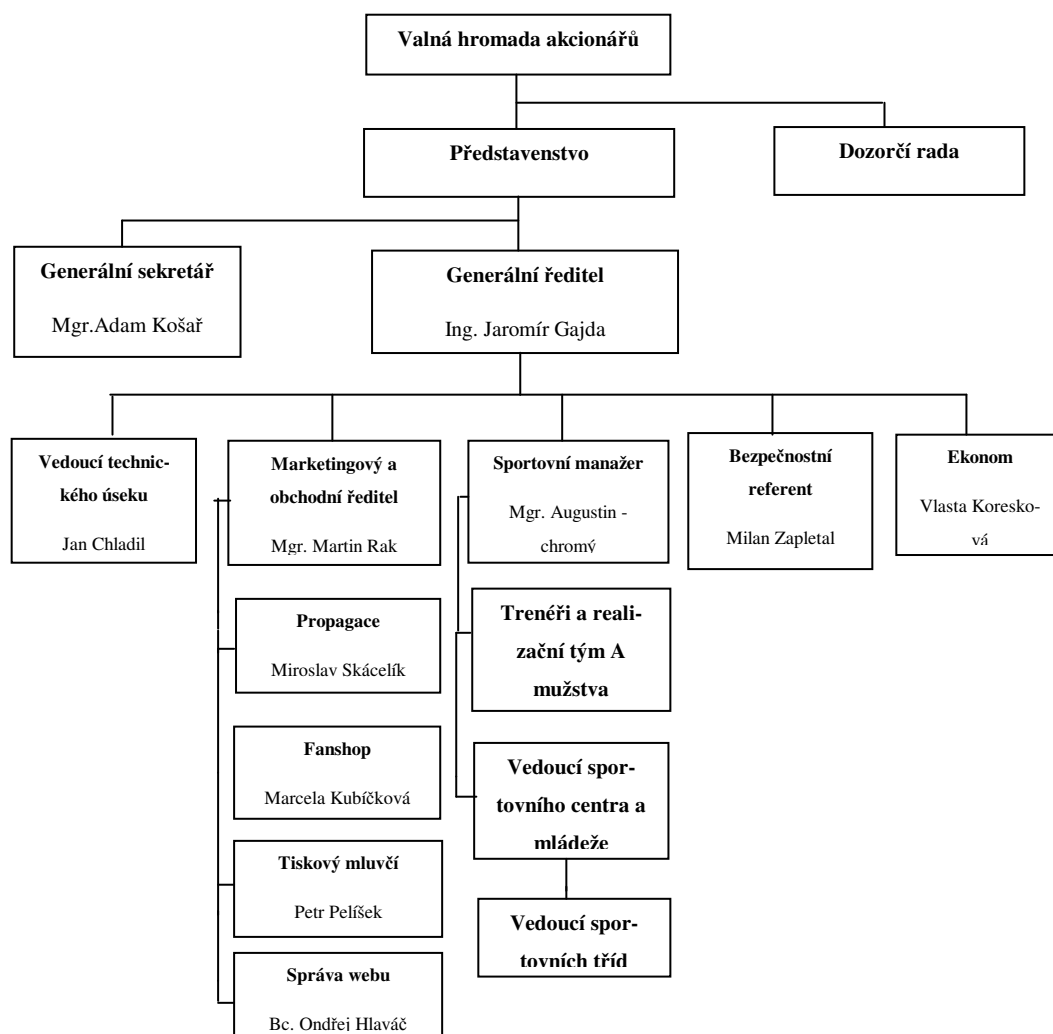 Valná hromada akcionářů
Představenstvo
Dozorčí rada
Generální sekretář
Mgr.Adam Košař
Generální ředitel
Ing. Jaromír Gajda
Vedoucí technic-
kého úseku
Jan Chladil
Marketingový a
obchodní ředitel
Mgr. Martin Rak
Sportovní manažer
Mgr. Augustin -
chromý
Bezpečnostní
referent
Milan Zapletal
Ekonom
Vlasta Koresko-
vá
Propagace
Miroslav Skácelík
Trenéři a reali-
zační tým A
mužstva
Fanshop
Marcela Kubíčková
Vedoucí spor-
tovního centra a
mládeže
Tiskový mluvčí
Petr Pelíšek
Vedoucí spor-
tovních tříd
Správa webu
Bc. Ondřej Hlaváč